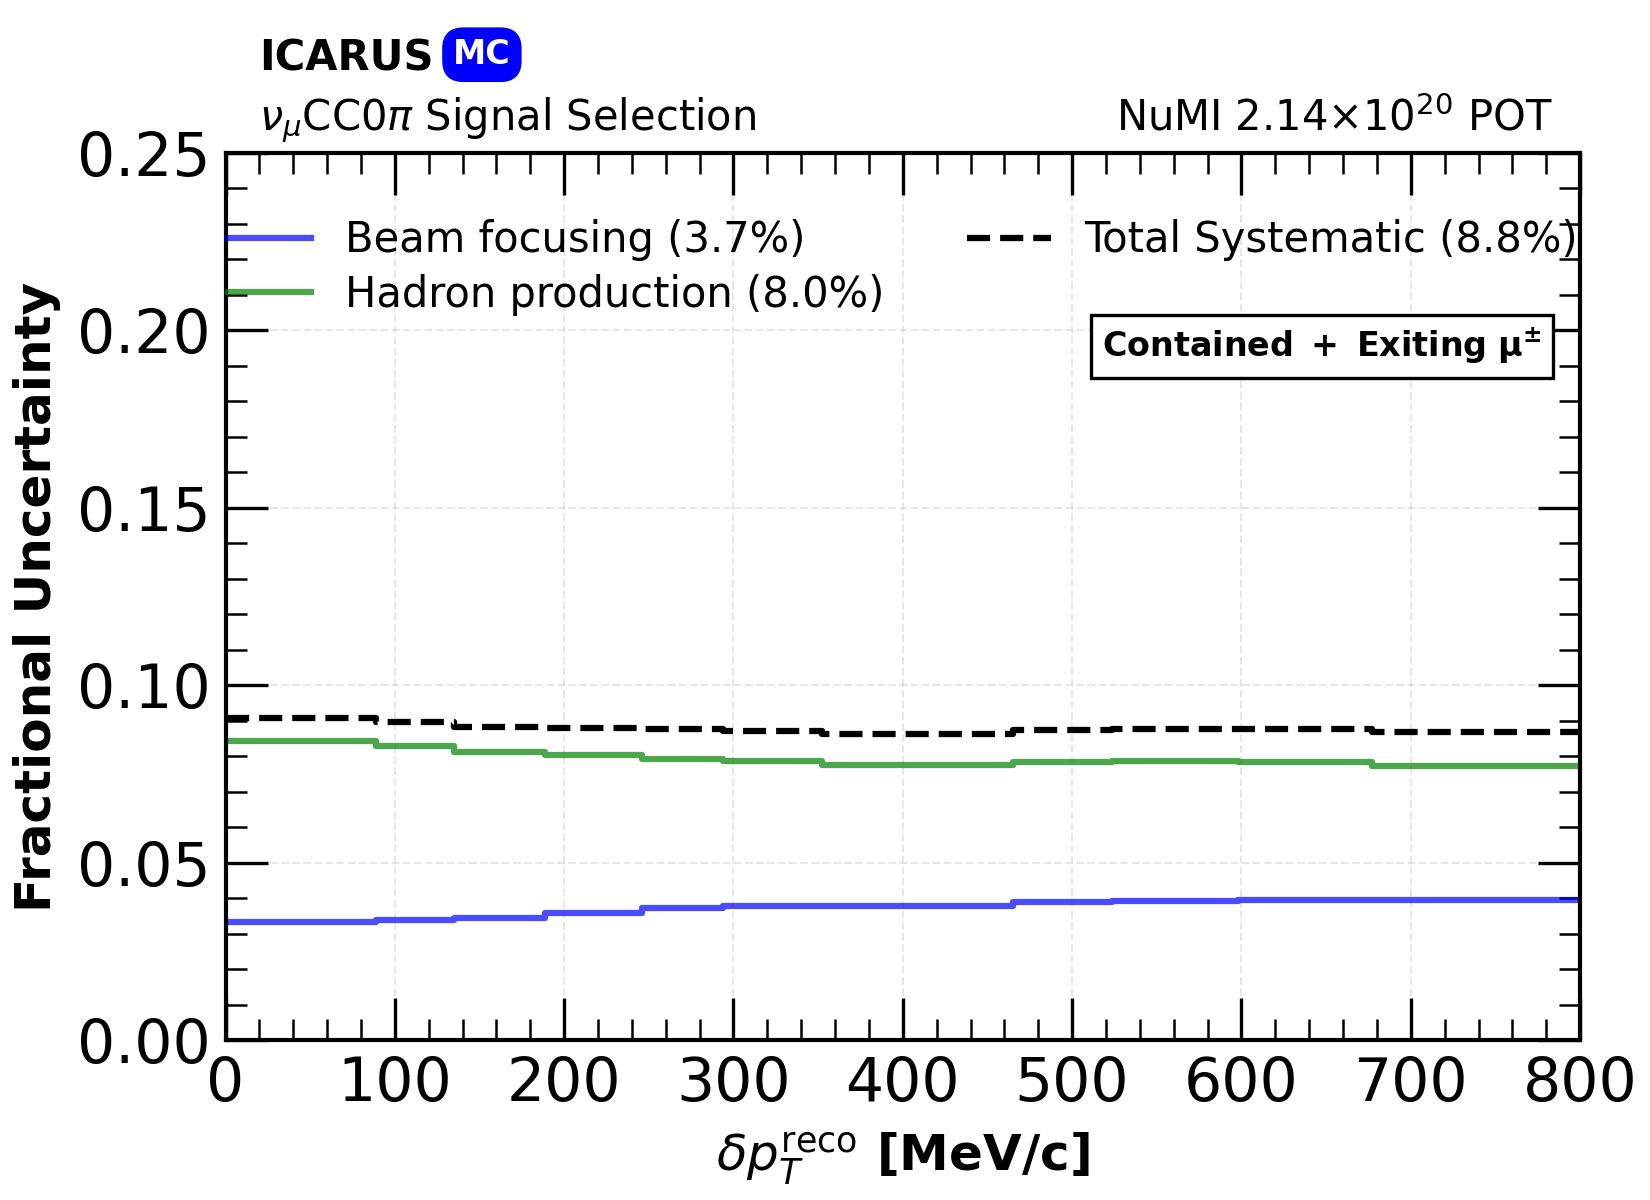 ICARUS MC
νμCC0π Signal Selection
NuMI 2.14×10²⁰ POT
Beam focusing (3.7%)
Hadron production (8.0%)
Total Systematic (8.8%)
Contained + Exiting μ±
Fractional Uncertainty
0.25
0.20
0.15
0.10
0.05
0.00
0 100 200 300 400 500 600 700 800
δp_T^reco [MeV/c]